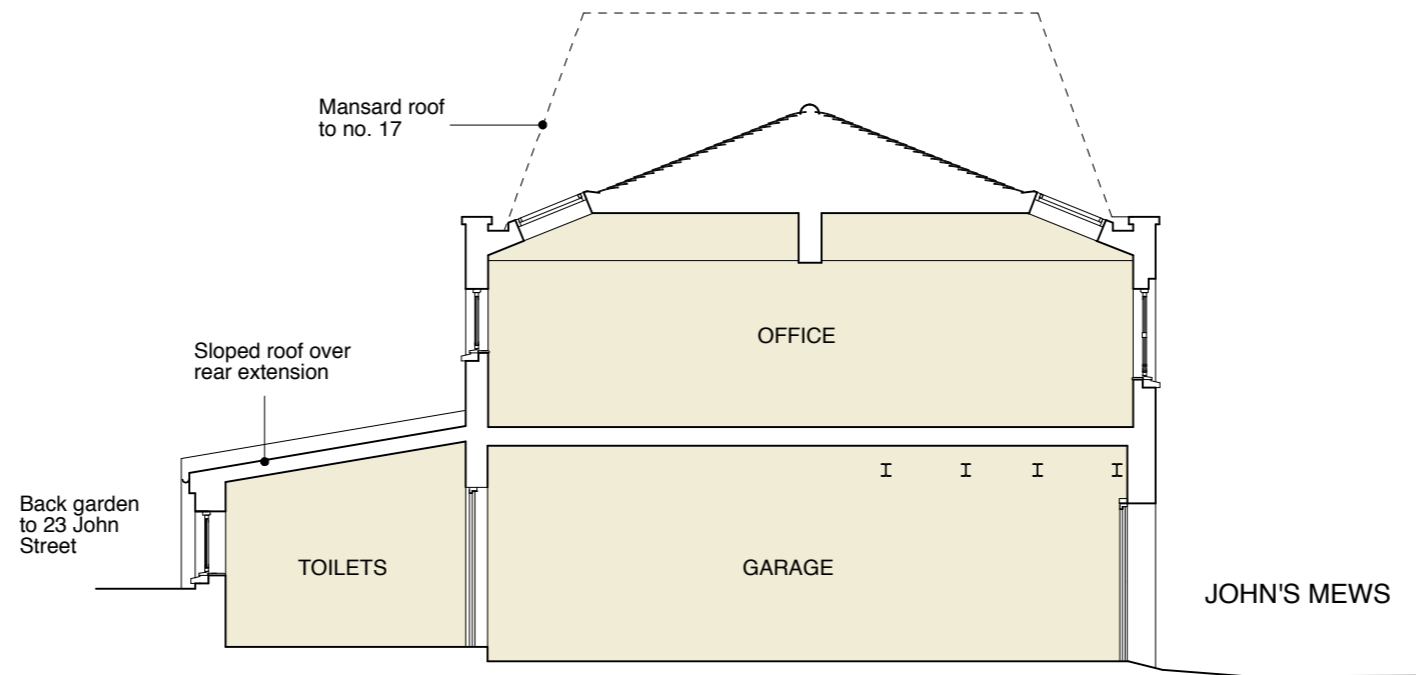 Mansard roof
to no. 17
OFFICE
Sloped roof over
rear extension
Back garden
to 23 John
Street
TOILETS
GARAGE
JOHN'S MEWS